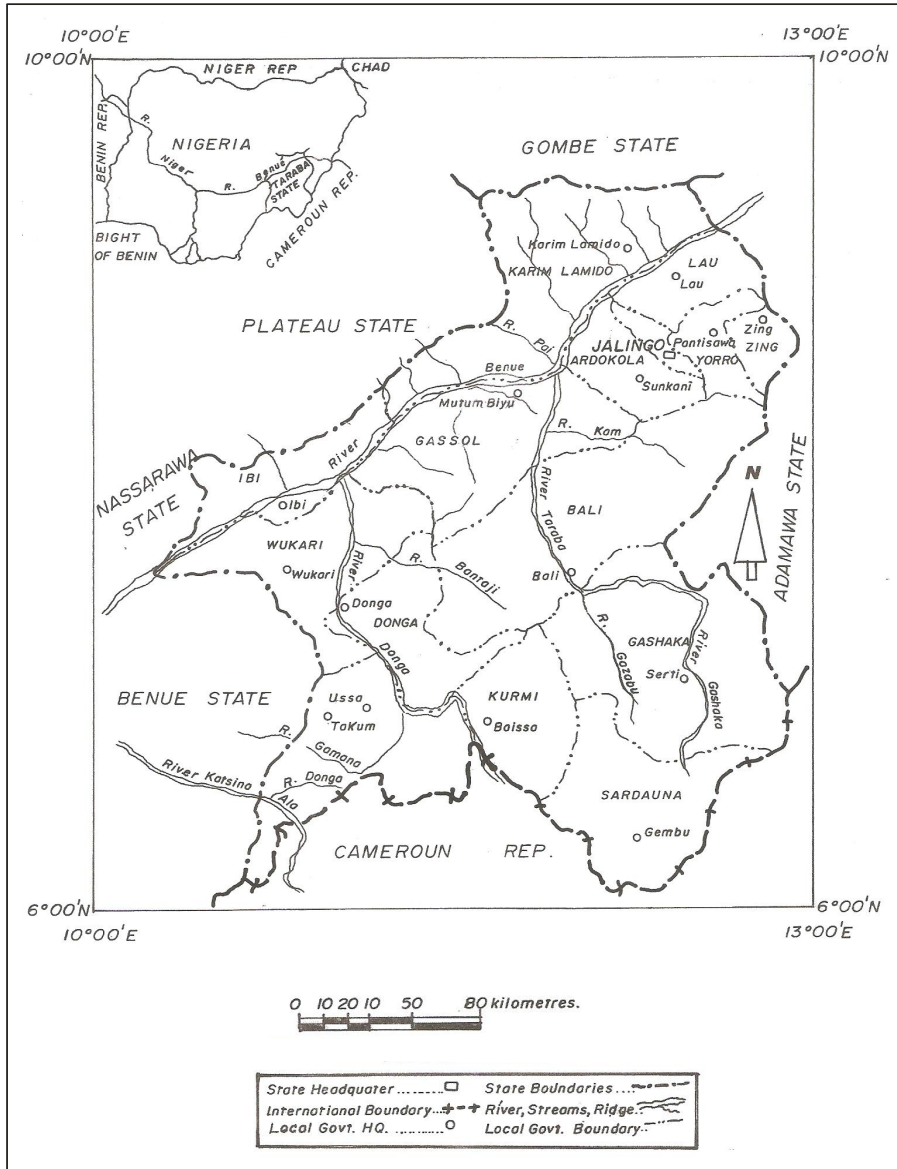 10°00'E
13°00'E
10°00'N
10°00'N
NIGER REP
CHAD
BENIN REP.
R.
Niger
NIGERIA
R.
Benué
TARABA
STATE
CAMEROUN REP.
BIGHT
OF BENIN
GOMBE STATE
Karim Lamido
KARIM LAMIDO
LAU
Lau
PLATEAU STATE
R. Pai
JALINGO
Pantisawa
Zing
ZING
ARDOKOLA
YORRO
Benue
Sunkani
Mutum Biyu
R. Kam
GASSOL
River
NASSARAWA
STATE
IBI
Ibi
N
ADAMAWA STATE
BALI
River Taraba
WUKARI
Wukari
River
R. Bantaji
Bali
Donga
DONGA
Donga
R. Gazabu
GASHAKA
River
Serti
Gashaka
BENUE STATE
Ussa
Takum
KURMI
Baissa
R. Gamana
River Katsina Ala
R. Donga
SARDAUNA
Gembu
CAMEROUN REP.
6°00'N
6°00'N
10°00'E
13°00'E
0 10 20 10 50 80 kilometres.
State Headquater
State Boundaries
International Boundary
River, Streams, Ridge
Local Govt. HQ.
Local Govt. Boundary